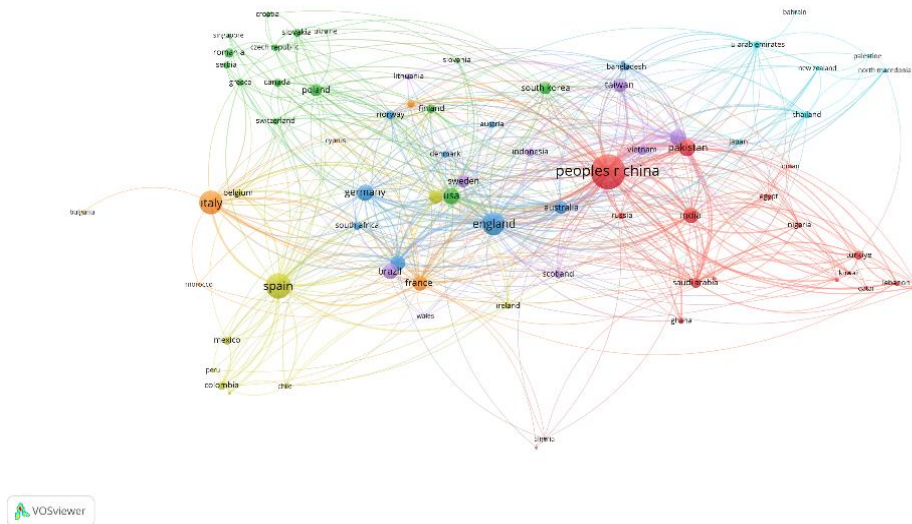 croatia
bahrain
singapore
slovakia
ukraine
u arab emirates
czech republic
romania
slovenia
palestine
serbia
bangladesh
new zealand
north macedonia
lithuania
greece
canada
taiwan
poland
south korea
finland
norway
thailand
switzerland
austria
cyprus
japan
vietnam
pakistan
denmark
indonesia
oman
peoples r china
sweden
belgium
germany
usa
egypt
italy
australia
bulgaria
russia
india
south africa
england
nigeria
türkiye
brazil
scotland
kuwait
morocco
spain
france
saudi arabia
qatar
lebanon
ireland
wales
ghana
mexico
peru
colombia
chile
VOSviewer